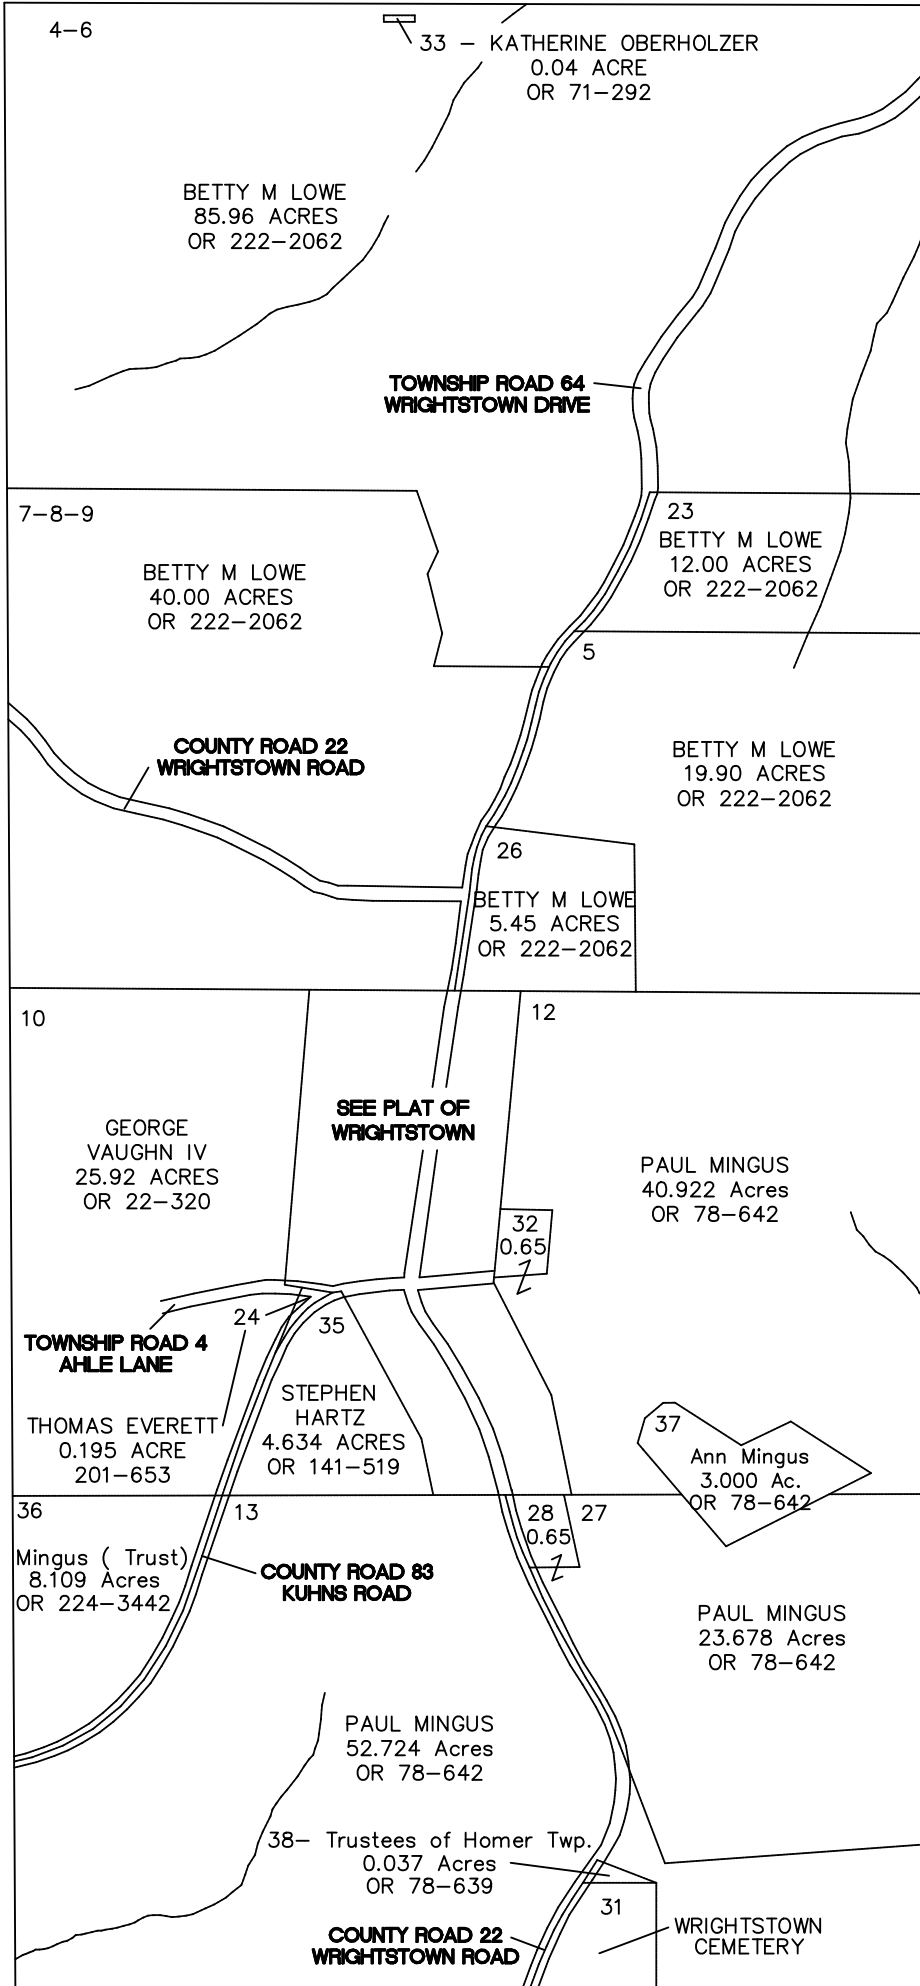 4-6
33 - KATHERINE OBERHOLZER
0.04 ACRE
OR 71-292
BETTY M LOWE
85.96 ACRES
OR 222-2062
TOWNSHIP ROAD 64
WRIGHTSTOWN DRIVE
7-8-9
BETTY M LOWE
40.00 ACRES
OR 222-2062
23
BETTY M LOWE
12.00 ACRES
OR 222-2062
5
COUNTY ROAD 22
WRIGHTSTOWN ROAD
BETTY M LOWE
19.90 ACRES
OR 222-2062
26
BETTY M LOWE
5.45 ACRES
OR 222-2062
10
12
SEE PLAT OF
WRIGHTSTOWN
GEORGE
VAUGHN IV
25.92 ACRES
OR 22-320
PAUL MINGUS
40.922 Acres
OR 78-642
32
0.65
24
35
TOWNSHIP ROAD 4
AHLE LANE
STEPHEN
HARTZ
4.634 ACRES
OR 141-519
THOMAS EVERETT
0.195 ACRE
201-653
37
Ann Mingus
3.000 Ac.
OR 78-642
36
13
28
0.65
27
Mingus ( Trust)
8.109 Acres
OR 224-3442
COUNTY ROAD 83
KUHNS ROAD
PAUL MINGUS
23.678 Acres
OR 78-642
PAUL MINGUS
52.724 Acres
OR 78-642
38- Trustees of Homer Twp.
0.037 Acres
OR 78-639
31
COUNTY ROAD 22
WRIGHTSTOWN ROAD
WRIGHTSTOWN
CEMETERY